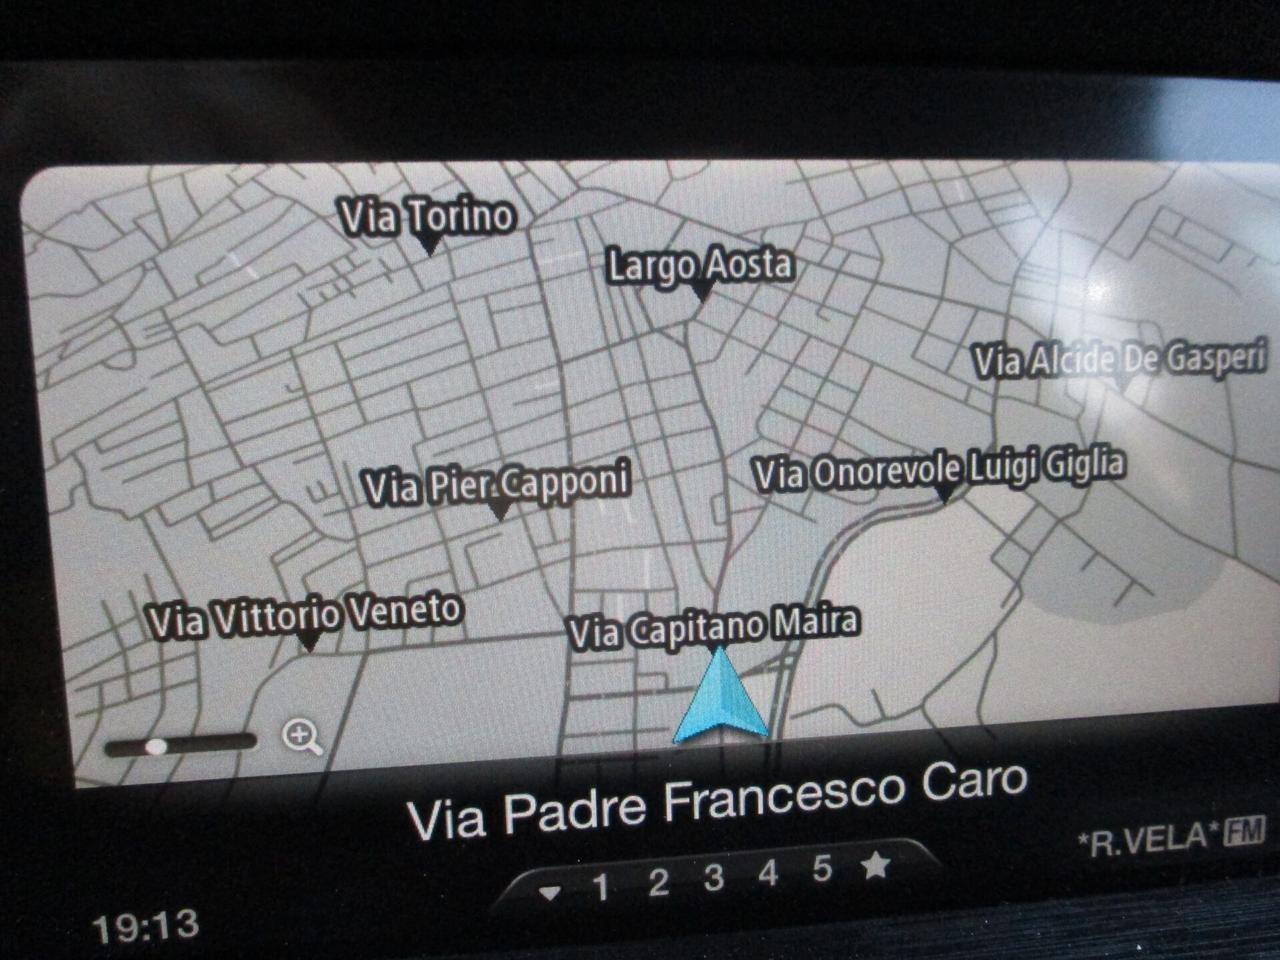 Via Torino
Largo Aosta
Via Alcide De Gasperi
Via Pier Capponi
Via Onorevole Luigi Giglia
Via Vittorio Veneto
Via Capitano Maira
Via Padre Francesco Caro
*R.VELA* FM
1 2 3 4 5
19:13